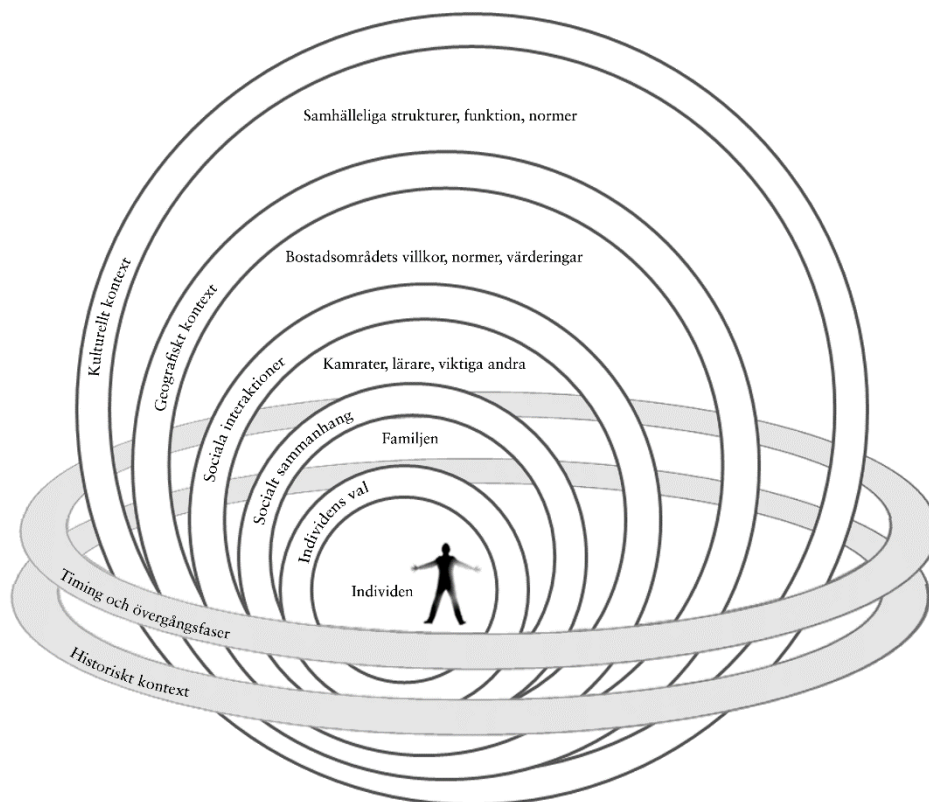 Samhälleliga strukturer, funktion, normer
Kulturellt kontext
Bostadsområdets villkor, normer, värderingar
Geografiskt kontext
Kamrater, lärare, viktiga andra
Sociala interaktioner
Familjen
Socialt sammanhang
Individens val
Individen
Timing och övergångsfaser
Historiskt kontext